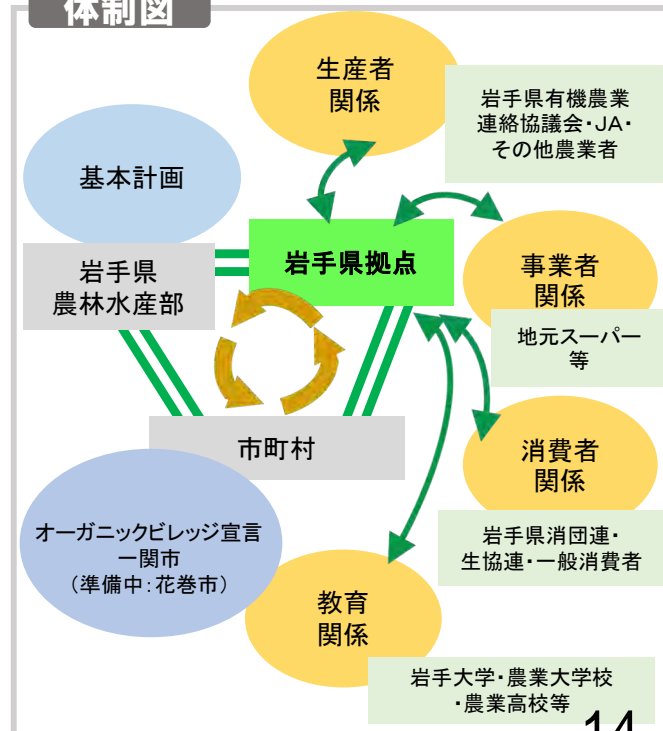 体制図
生産者
関係
岩手県有機農業
連絡協議会・JA・
その他農業者
基本計画
岩手県
農林水産部
岩手県拠点
事業者
関係
地元スーパー
等
市町村
消費者
関係
岩手県消団連・
生協連・一般消費者
オーガニックビレッジ宣言
一関市
（準備中：花巻市）
教育
関係
岩手大学・農業大学校
・農業高校等
14